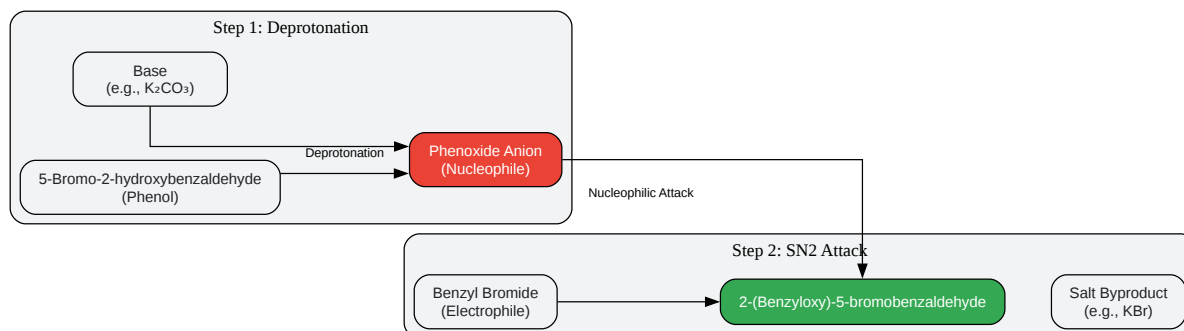 Step 1: Deprotonation
Base
(e.g., K₂CO₃)
Deprotonation
Phenoxide Anion
(Nucleophile)
5-Bromo-2-hydroxybenzaldehyde
(Phenol)
Nucleophilic Attack
Step 2: SN2 Attack
Benzyl Bromide
(Electrophile)
2-(Benzyloxy)-5-bromobenzaldehyde
Salt Byproduct
(e.g., KBr)